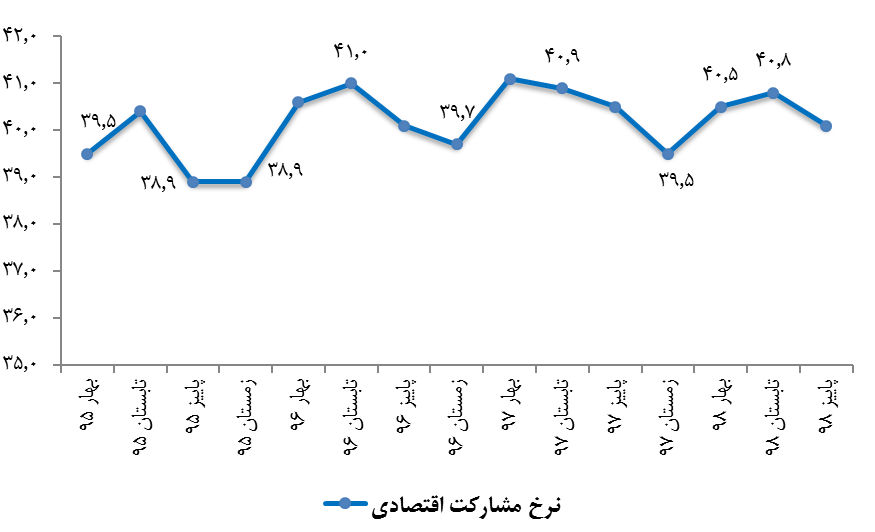 ۴۲,۰
۴۱,۰
۴۰,۰
۳۹,۰
۳۸,۰
۳۷,۰
۳۶,۰
۳۵,۰
۳۹,۵
۳۸,۹
۳۸,۹
۴۱,۰
۳۹,۷
۴۰,۹
۳۹,۵
۴۰,۵
۴۰,۸
بهار ۹۵
تابستان ۹۵
پاییز ۹۵
زمستان ۹۵
بهار ۹۶
تابستان ۹۶
پاییز ۹۶
زمستان ۹۶
بهار ۹۷
تابستان ۹۷
پاییز ۹۷
زمستان ۹۷
بهار ۹۸
تابستان ۹۸
پاییز ۹۸
نرخ مشارکت اقتصادی